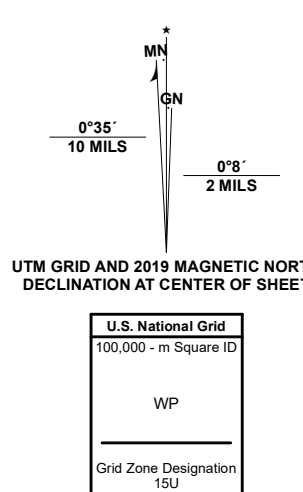 ★
MN
GN
0°35´
10 MILS
0°8´
2 MILS
UTM GRID AND 2019 MAGNETIC NORT
DECLINATION AT CENTER OF SHEET
U.S. National Grid
100,000 - m Square ID
WP
Grid Zone Designation
15U